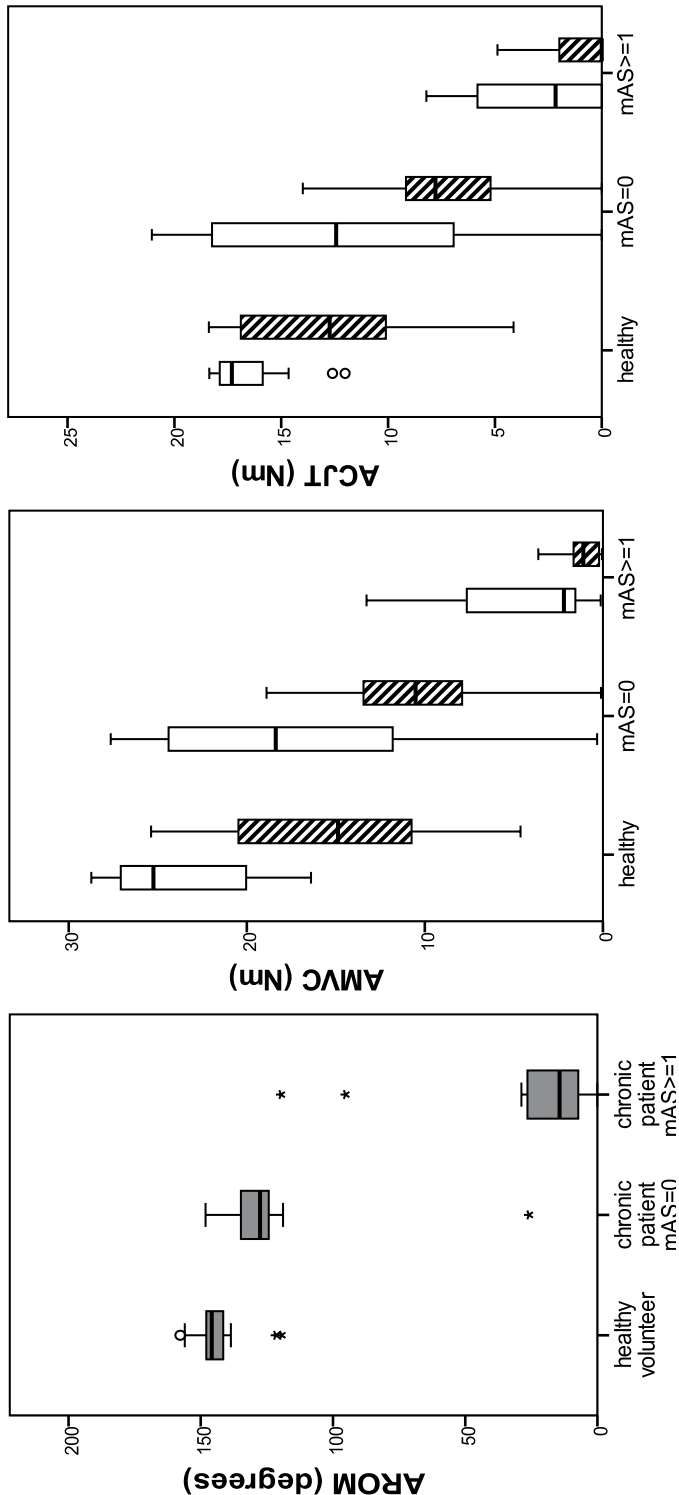 AROM (degrees)
200
150
100
50
0
healthy
volunteer
chronic
patient
mAS=0
chronic
patient
mAS>=1
AMVC (Nm)
30
20
10
0
healthy
mAS=0
mAS>=1
ACJT (Nm)
25
20
15
10
5
0
healthy
mAS=0
mAS>=1